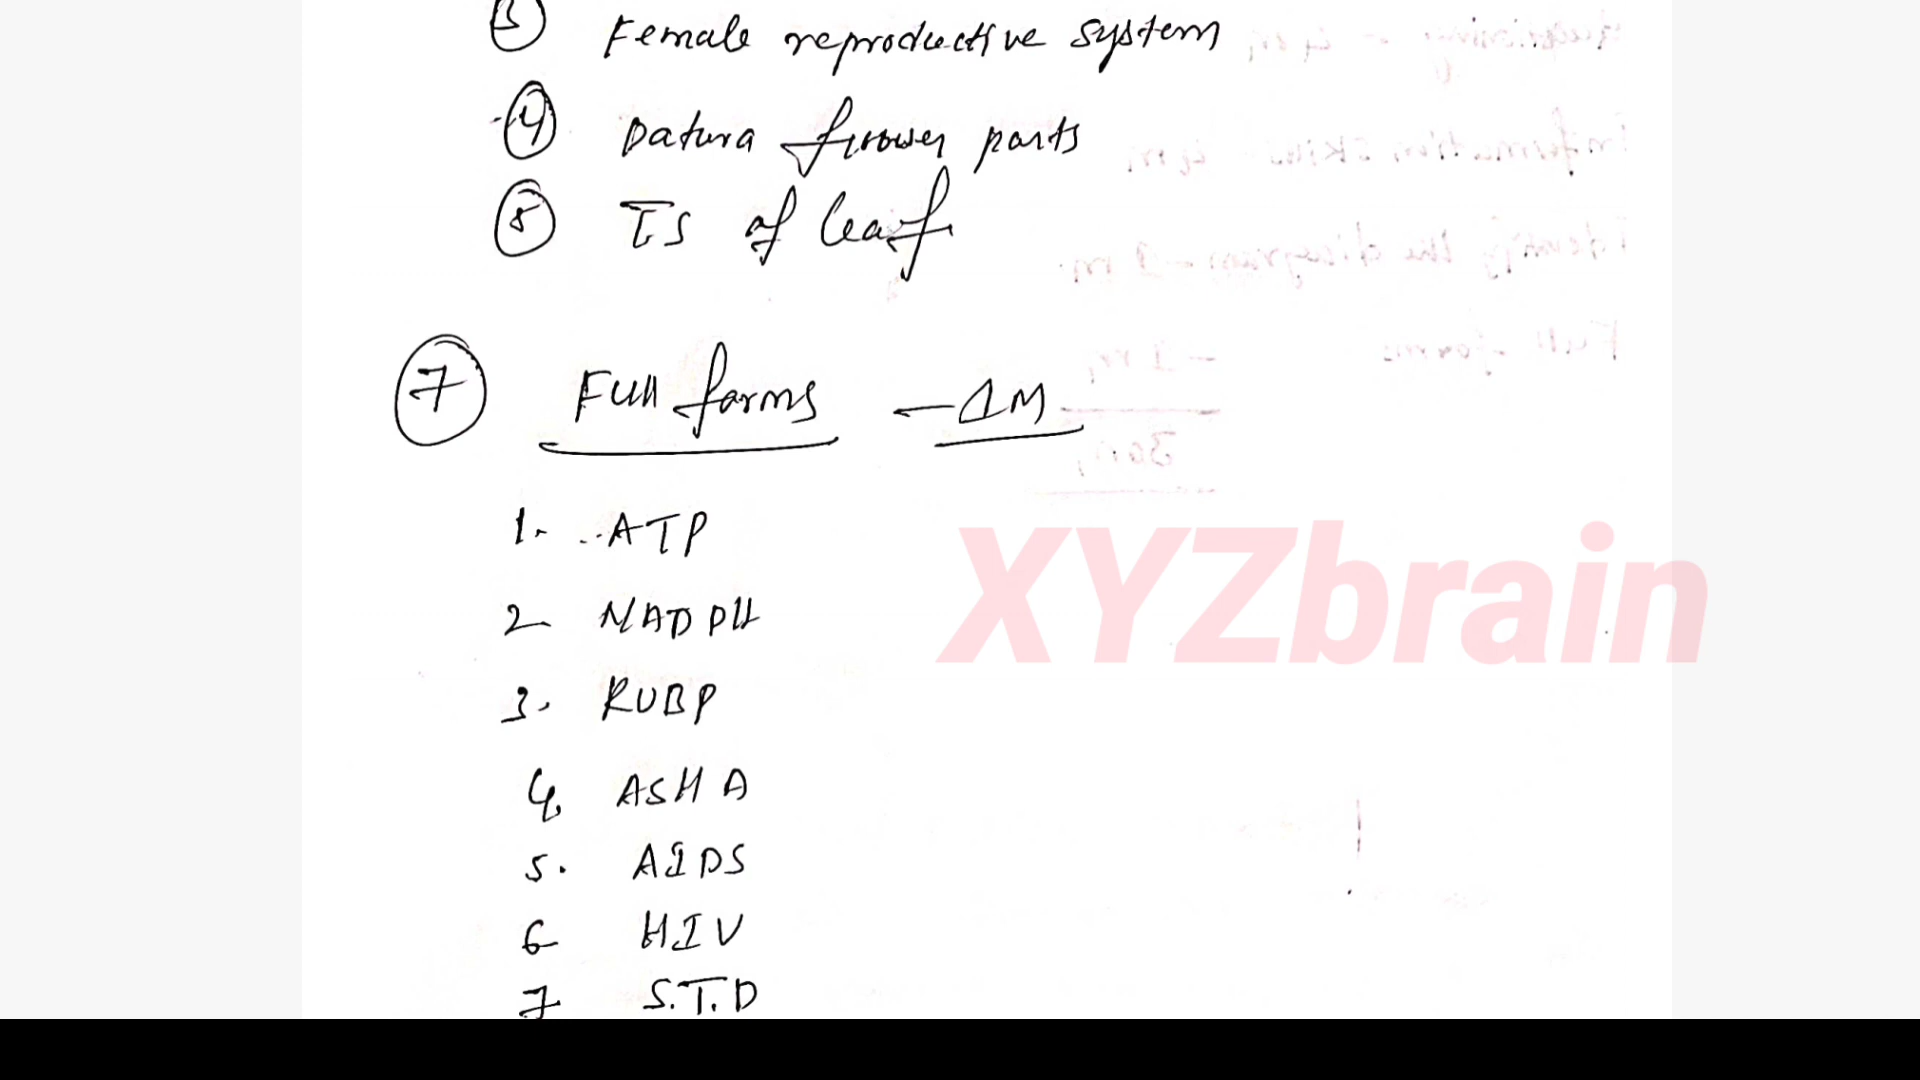 3 Female reproductive system
4 Datura flower parts
5 TS of leaf
7 Full forms - 1M
1. ATP
2 NADPH
3. RUBP
4. ASHA
5. AIDS
6 HIV
7 S.T.D
XYZbrain